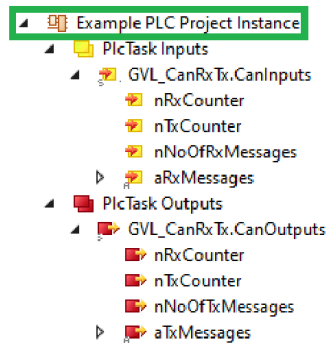 Example PLC Project Instance
PlcTask Inputs
GVL_CanRxTx.CanInputs
nRxCounter
nTxCounter
nNoOfRxMessages
aRxMessages
PlcTask Outputs
GVL_CanRxTx.CanOutputs
nRxCounter
nTxCounter
nNoOfTxMessages
aTxMessages